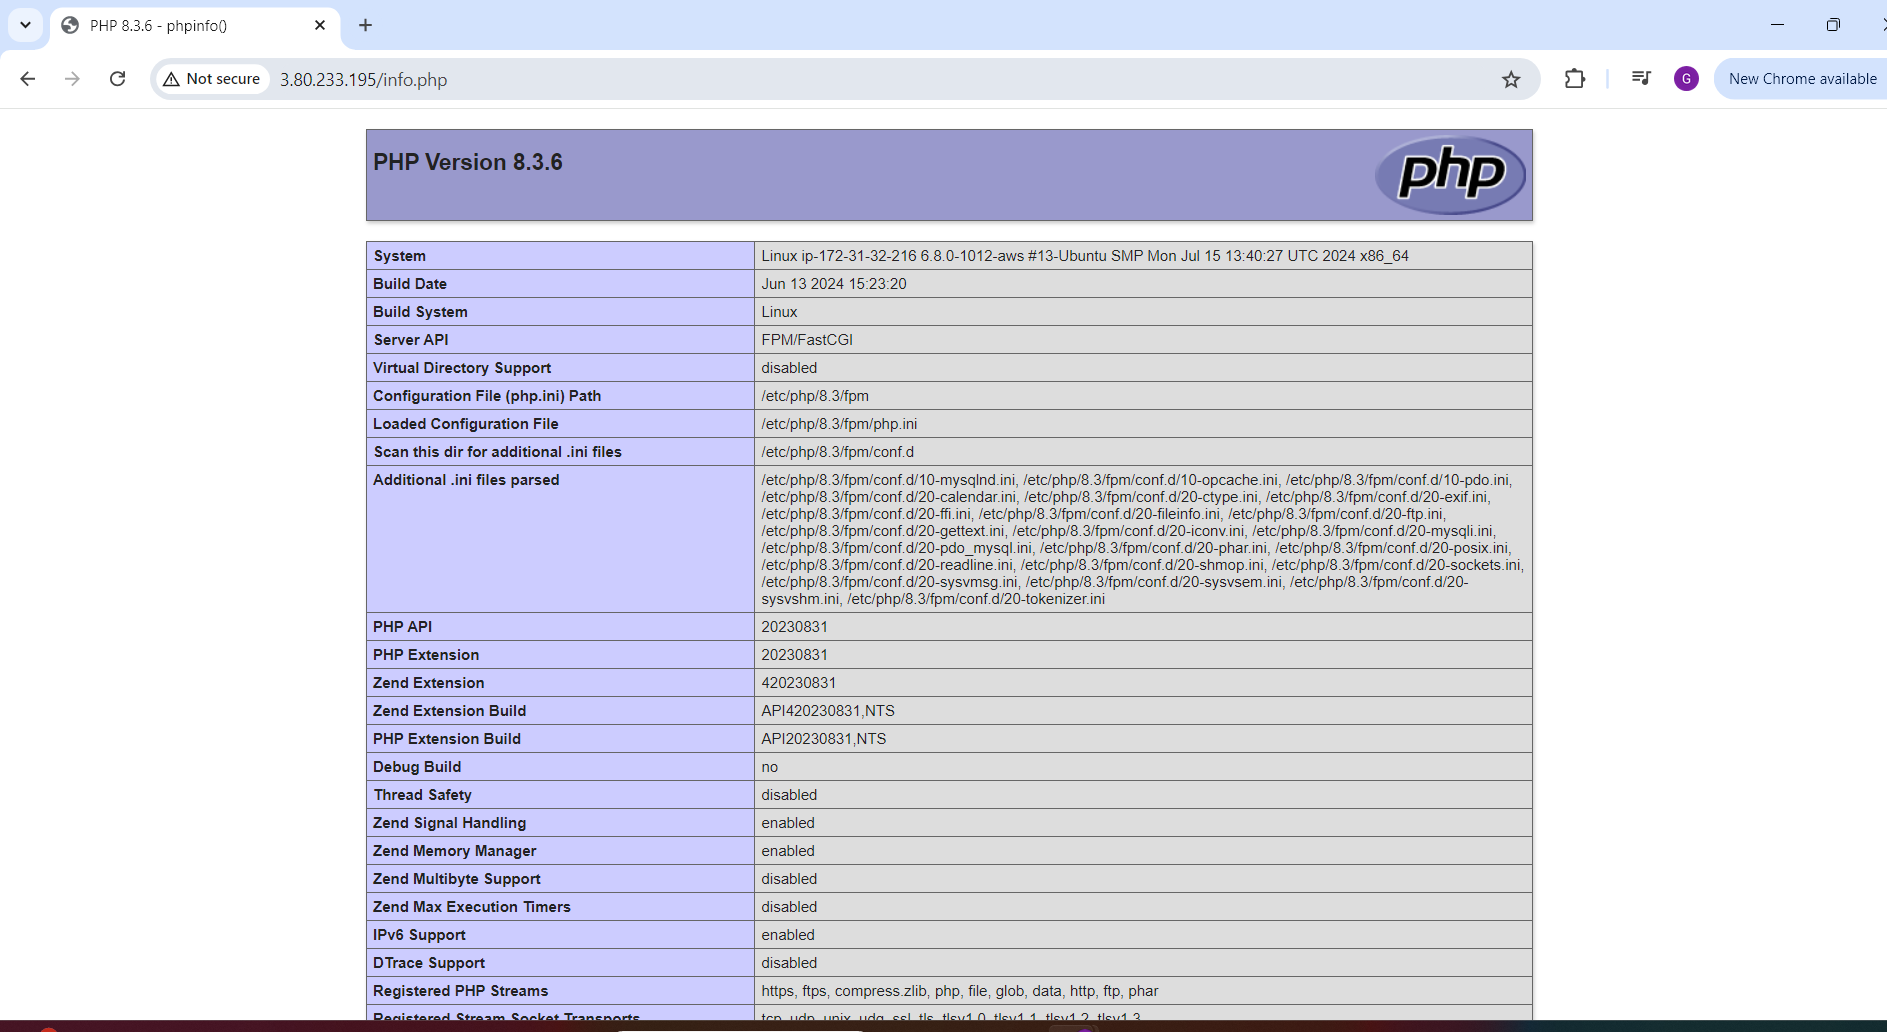 PHP 8.3.6 - phpinfo()
Not secure 3.80.233.195/info.php G New Chrome available
PHP Version 8.3.6 php
System Linux ip-172-31-32-216 6.8.0-1012-aws #13-Ubuntu SMP Mon Jul 15 13:40:27 UTC 2024 x86_64
Build Date Jun 13 2024 15:23:20
Build System Linux
Server API FPM/FastCGI
Virtual Directory Support disabled
Configuration File (php.ini) Path /etc/php/8.3/fpm
Loaded Configuration File /etc/php/8.3/fpm/php.ini
Scan this dir for additional .ini files /etc/php/8.3/fpm/conf.d
Additional .ini files parsed /etc/php/8.3/fpm/conf.d/10-mysqlnd.ini, /etc/php/8.3/fpm/conf.d/10-opcache.ini, /etc/php/8.3/fpm/conf.d/10-pdo.ini,
/etc/php/8.3/fpm/conf.d/20-calendar.ini, /etc/php/8.3/fpm/conf.d/20-ctype.ini, /etc/php/8.3/fpm/conf.d/20-exif.ini,
/etc/php/8.3/fpm/conf.d/20-ffi.ini, /etc/php/8.3/fpm/conf.d/20-fileinfo.ini, /etc/php/8.3/fpm/conf.d/20-ftp.ini,
/etc/php/8.3/fpm/conf.d/20-gettext.ini, /etc/php/8.3/fpm/conf.d/20-iconv.ini, /etc/php/8.3/fpm/conf.d/20-mysqli.ini,
/etc/php/8.3/fpm/conf.d/20-pdo_mysql.ini, /etc/php/8.3/fpm/conf.d/20-phar.ini, /etc/php/8.3/fpm/conf.d/20-posix.ini,
/etc/php/8.3/fpm/conf.d/20-readline.ini, /etc/php/8.3/fpm/conf.d/20-shmop.ini, /etc/php/8.3/fpm/conf.d/20-sockets.ini,
/etc/php/8.3/fpm/conf.d/20-sysvmsg.ini, /etc/php/8.3/fpm/conf.d/20-sysvsem.ini, /etc/php/8.3/fpm/conf.d/20-
sysvshm.ini, /etc/php/8.3/fpm/conf.d/20-tokenizer.ini
PHP API 20230831
PHP Extension 20230831
Zend Extension 420230831
Zend Extension Build API420230831,NTS
PHP Extension Build API20230831,NTS
Debug Build no
Thread Safety disabled
Zend Signal Handling enabled
Zend Memory Manager enabled
Zend Multibyte Support disabled
Zend Max Execution Timers disabled
IPv6 Support enabled
DTrace Support disabled
Registered PHP Streams https, ftps, compress.zlib, php, file, glob, data, http, ftp, phar
Registered Stream Socket Transports tcp, udp, unix, udg, ssl, tls, tlsv1.0, tlsv1.1, tlsv1.2, tlsv1.3